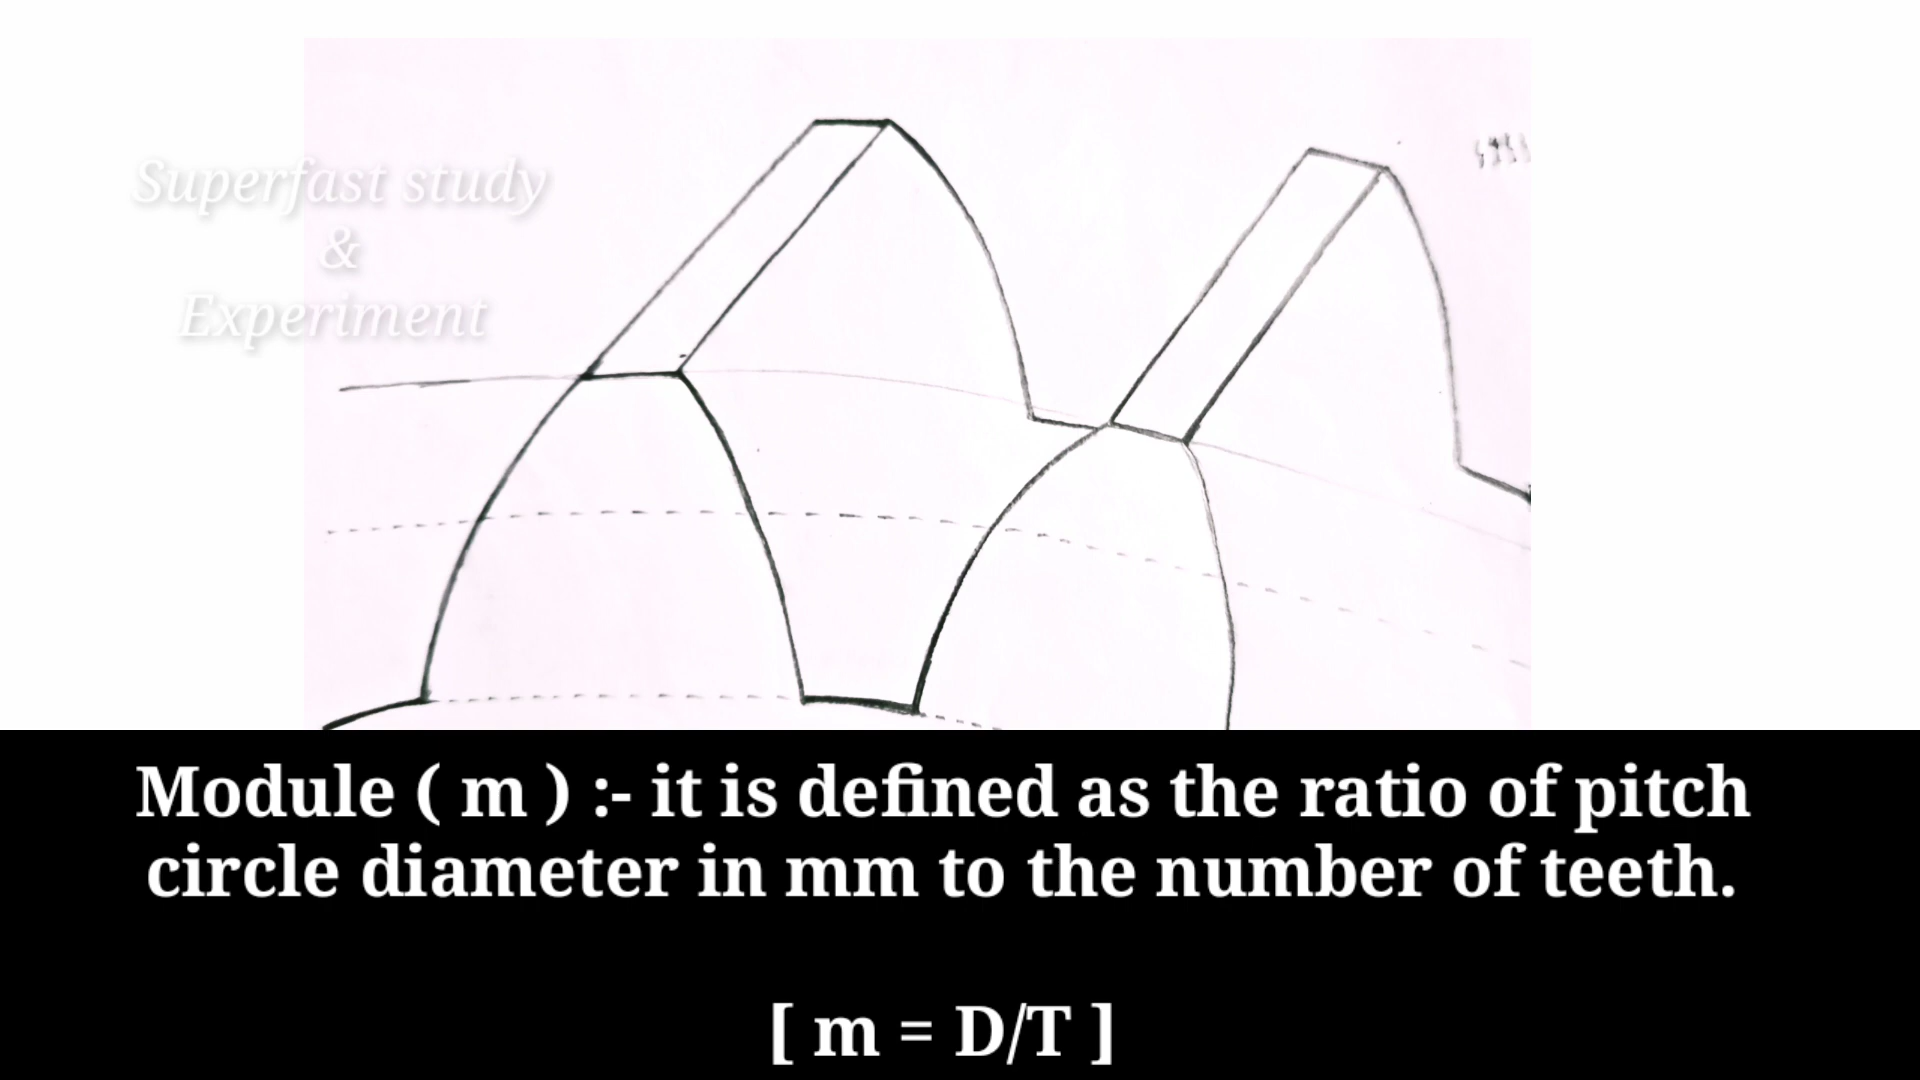 Superfast study
&
Experiment
Module ( m ) :- it is defined as the ratio of pitch
circle diameter in mm to the number of teeth.
[ m = D/T ]